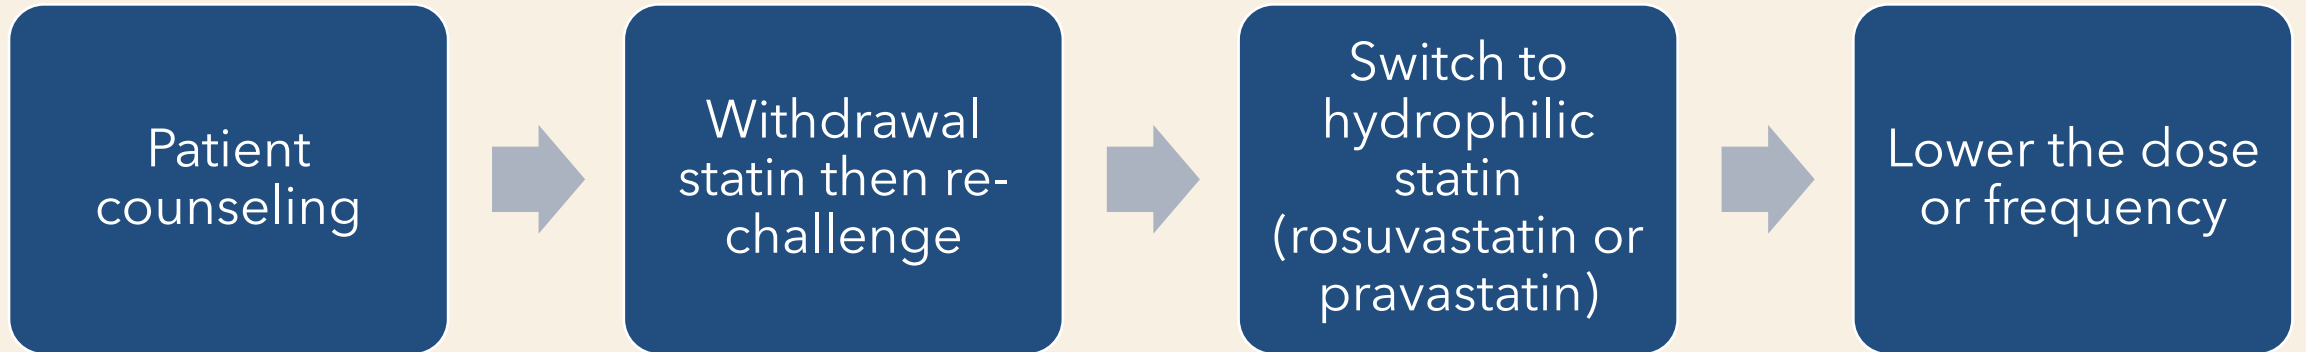 Patient
counseling
Withdrawal
statin then re-
challenge
Switch to
hydrophilic
statin
(rosuvastatin or
pravastatin)
Lower the dose
or frequency